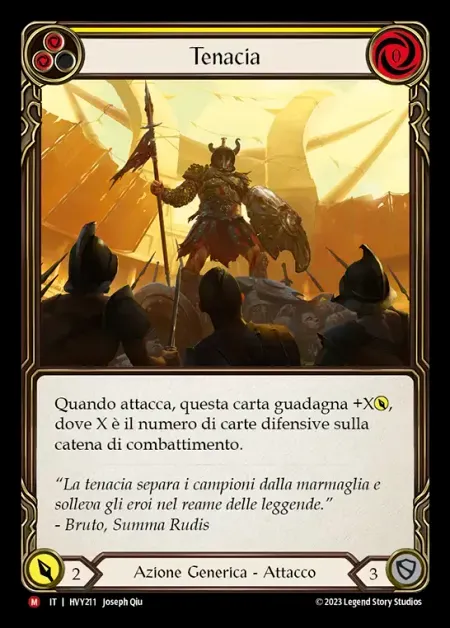 0
Tenacia
Quando attacca, questa carta guadagna +X,
dove X è il numero di carte difensive sulla
catena di combattimento.
“La tenacia separa i campioni dalla marmaglia e
solleva gli eroi nel reame delle leggende.”
- Bruto, Summa Rudis
2
Azione Generica - Attacco
3
M IT | HVY211 Joseph Qiu
© 2023 Legend Story Studios